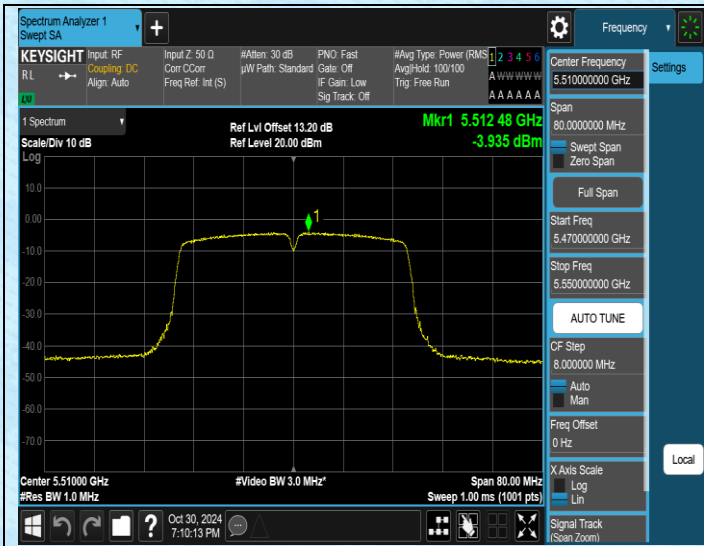 Spectrum Analyzer 1
Swept SA
Frequency
KEYSIGHT
RL
LXI
Input: RF
Coupling: DC
Align: Auto
Input Z: 50 Ω
Corr CCorr
Freq Ref: Int (S)
#Atten: 30 dB
µW Path: Standard
PNO: Fast
Gate: Off
IF Gain: Low
Sig Track: Off
#Avg Type: Power (RMS
Avg|Hold: 100/100
Trig: Free Run
1 2 3 4 5 6
A W W W W W
A A A A A A
Center Frequency
5.510000000 GHz
Settings
Span
80.0000000 MHz
Swept Span
Zero Span
Full Span
Start Freq
5.470000000 GHz
Stop Freq
5.550000000 GHz
AUTO TUNE
CF Step
8.000000 MHz
Auto
Man
Freq Offset
0 Hz
X Axis Scale
Log
Lin
Signal Track
(Span Zoom)
Local
1 Spectrum
Scale/Div 10 dB
Log
Ref Lvl Offset 13.20 dB
Ref Level 20.00 dBm
Mkr1 5.512 48 GHz
-3.935 dBm
10.0
0.00
-10.0
-20.0
-30.0
-40.0
-50.0
-60.0
-70.0
1
Center 5.51000 GHz
#Res BW 1.0 MHz
#Video BW 3.0 MHz*
Span 80.00 MHz
Sweep 1.00 ms (1001 pts)
?
Oct 30, 2024
7:10:13 PM